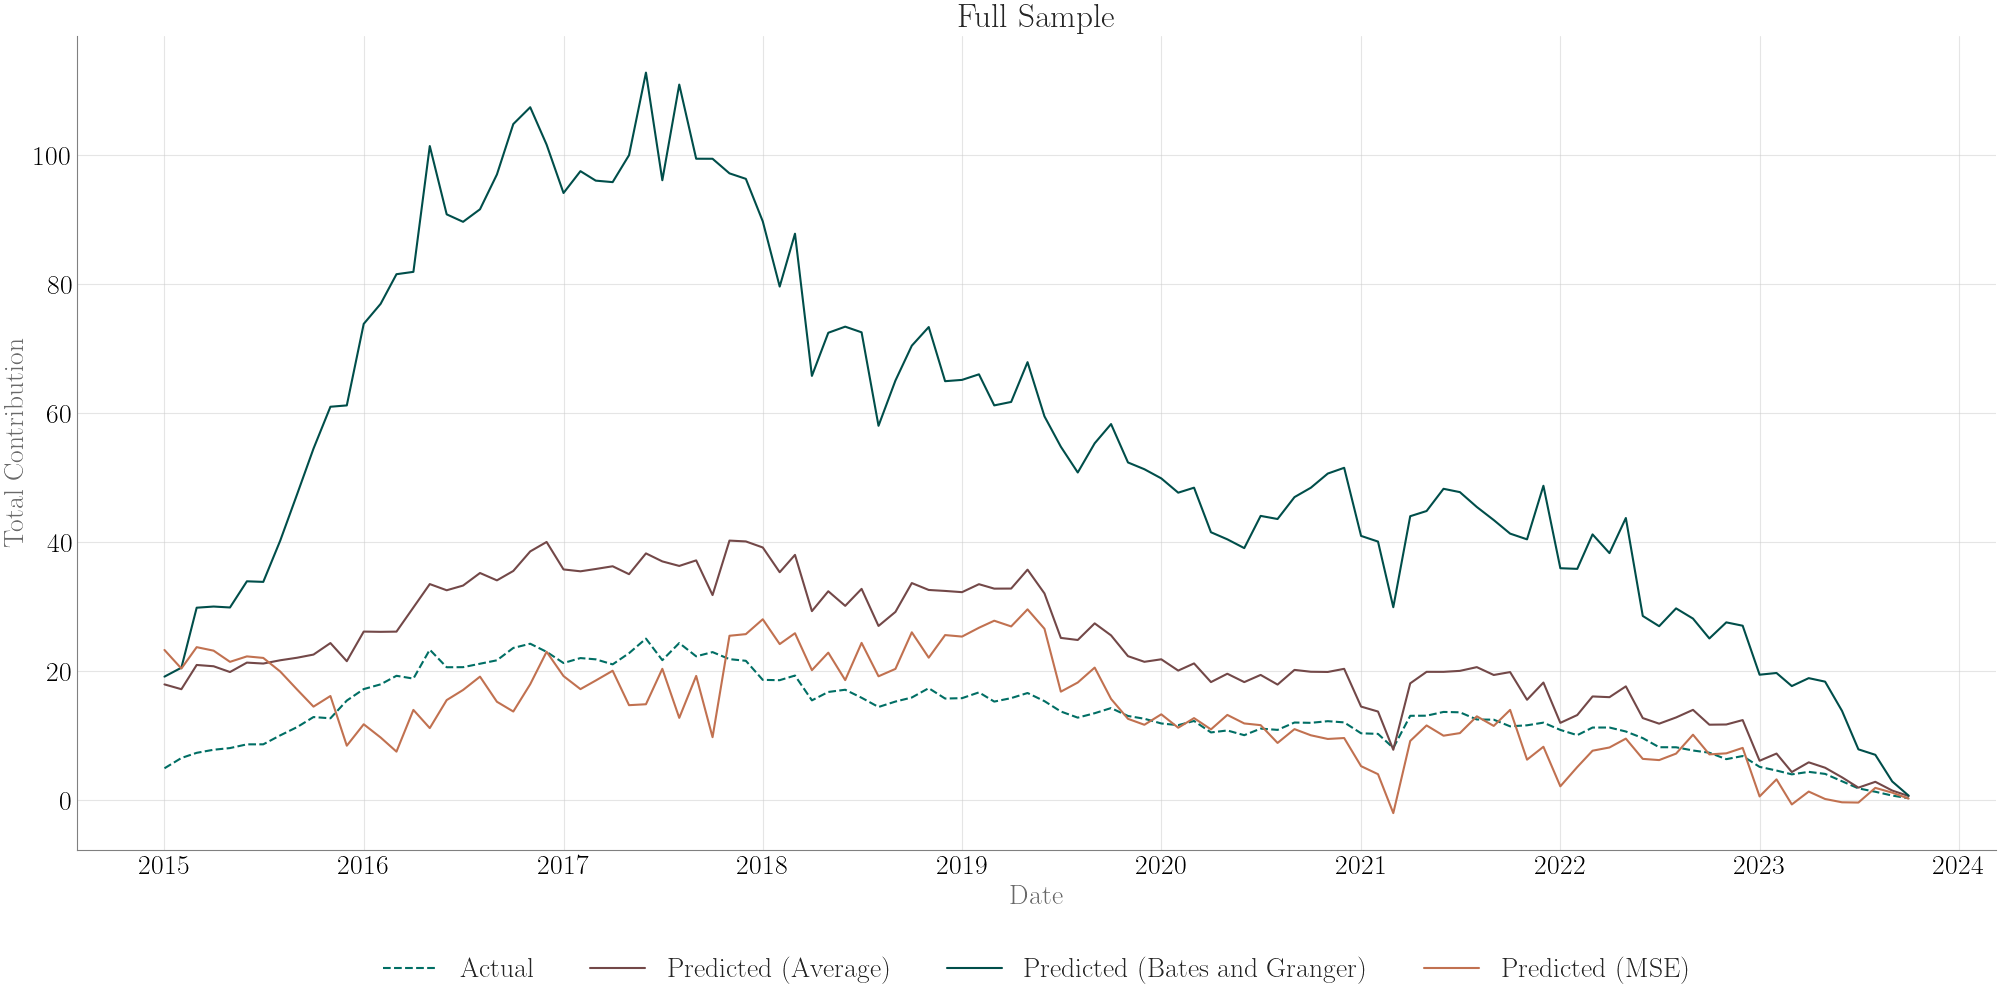 Full Sample
Total Contribution
100
80
60
40
20
0
2015 2016 2017 2018 2019 2020 2021 2022 2023 2024
Date
Actual Predicted (Average) Predicted (Bates and Granger) Predicted (MSE)